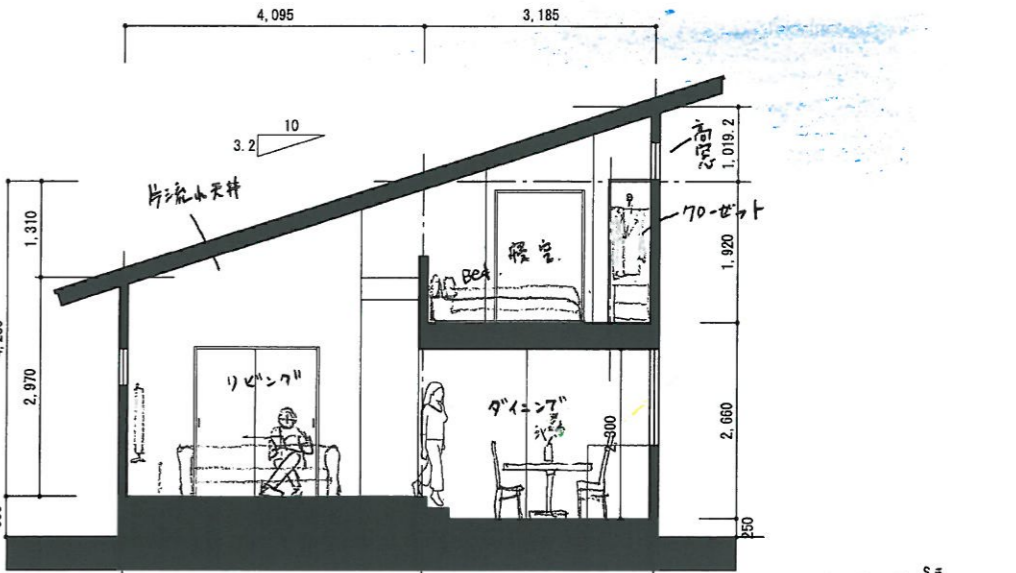 4,095
3,185
10
3.2
高窓
1,019.2
片流れ天井
1,310
クローゼット
寝室
Bed
1,920
2,970
リビング
ダイニング
2,660
250